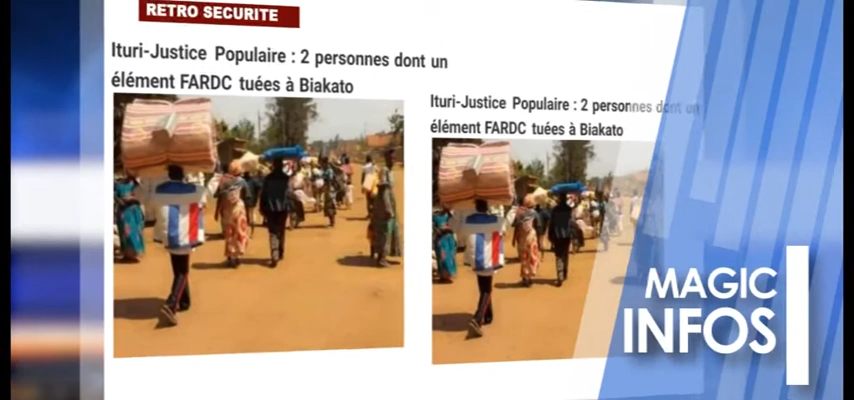 RETRO SECURITE
Ituri-Justice Populaire : 2 personnes dont un
élément FARDC tuées à Biakato
Ituri-Justice Populaire : 2 personnes dont un
élément FARDC tuées à Biakato
MAGIC
INFOS